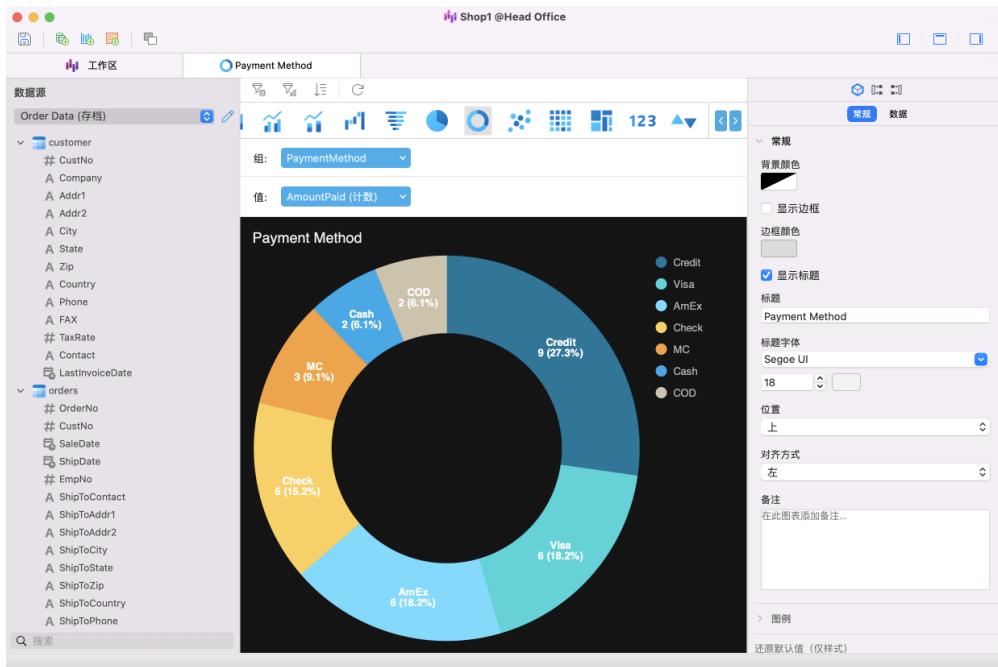 Shop1 @Head Office
工作区
Payment Method
数据源
Order Data (存档)
customer
CustNo
Company
Addr1
Addr2
City
State
Zip
Country
Phone
FAX
TaxRate
Contact
LastInvoiceDate
orders
OrderNo
CustNo
SaleDate
ShipDate
EmpNo
ShipToContact
ShipToAddr1
ShipToAddr2
ShipToCity
ShipToState
ShipToZip
ShipToCountry
ShipToPhone
搜索
123
组:
PaymentMethod
值:
AmountPaid (计数)
Payment Method
COD
2 (6.1%)
Cash
2 (6.1%)
MC
3 (9.1%)
Check
5 (15.2%)
AmEx
6 (18.2%)
Visa
6 (18.2%)
Credit
9 (27.3%)
Credit
Visa
AmEx
Check
MC
Cash
COD
常规
数据
常规
背景颜色
显示边框
边框颜色
显示标题
标题
Payment Method
标题字体
Segoe UI
18
位置
上
对齐方式
左
备注
在此图表添加备注...
图例
还原默认值（仅样式）